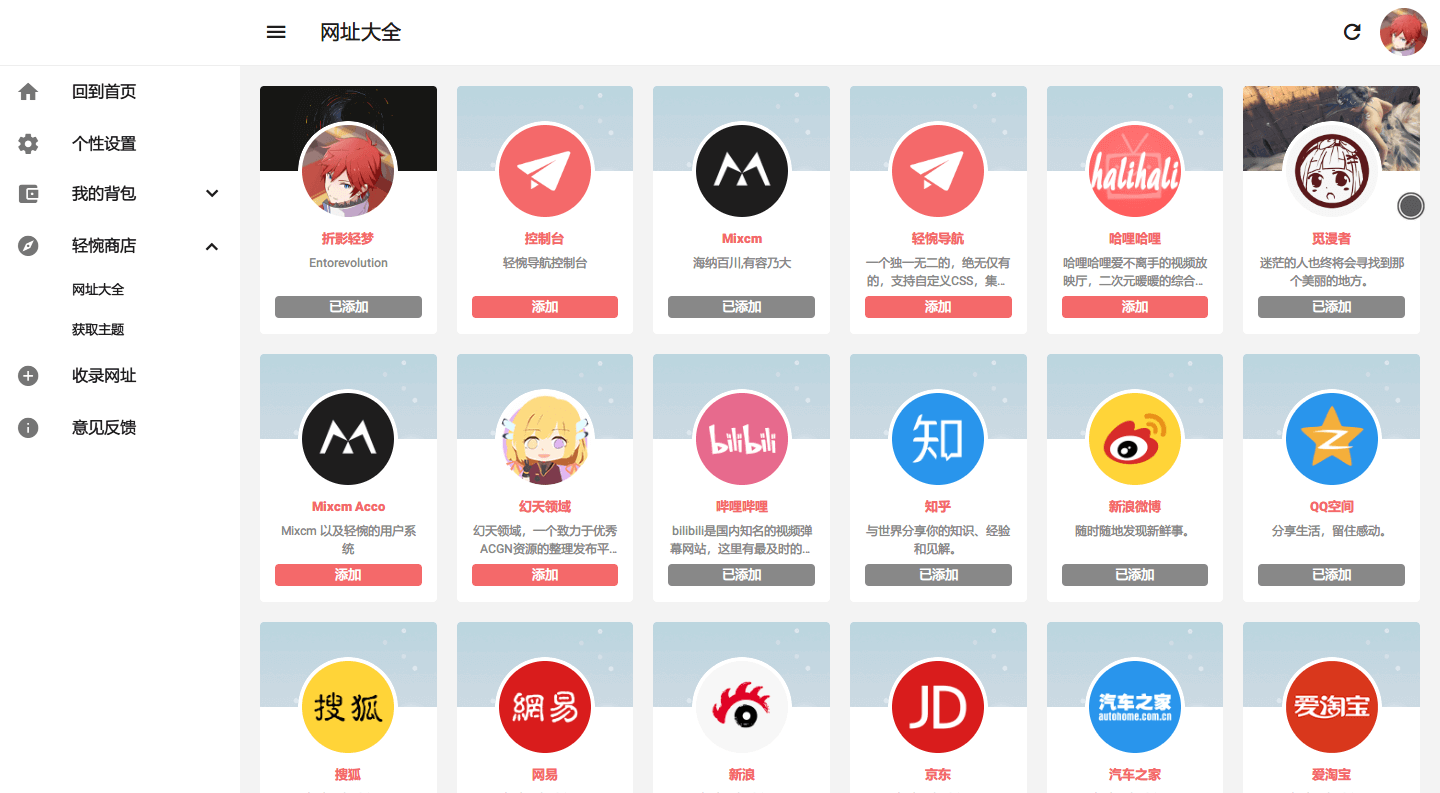 网址大全
回到首页
个性设置
我的背包
轻惋商店
网址大全
获取主题
收录网址
意见反馈
折影轻梦
Entorevolution
已添加
控制台
轻惋导航控制台
添加
Mixcm
海纳百川,有容乃大
已添加
轻惋导航
一个独一无二的，绝无仅有
的，支持自定义CSS，集...
添加
halihali
哈哩哈哩
哈哩哈哩爱不离手的视频放
映厅，二次元暖暖的综合...
添加
觅漫者
迷茫的人也终将会寻找到那
个美丽的地方。
已添加
Mixcm Acco
Mixcm 以及轻惋的用户系
统
添加
幻天领域
幻天领域，一个致力于优秀
ACGN资源的整理发布平...
添加
bilibili
哔哩哔哩
bilibili是国内知名的视频弹
幕网站，这里有最及时的...
已添加
知
知乎
与世界分享你的知识、经验
和见解。
已添加
新浪微博
随时随地发现新鲜事。
已添加
QQ空间
分享生活，留住感动。
已添加
搜狐
搜狐
網易
网易
新浪
JD
京东
汽车之家
autohome.com.cn
汽车之家
爱淘宝
爱淘宝